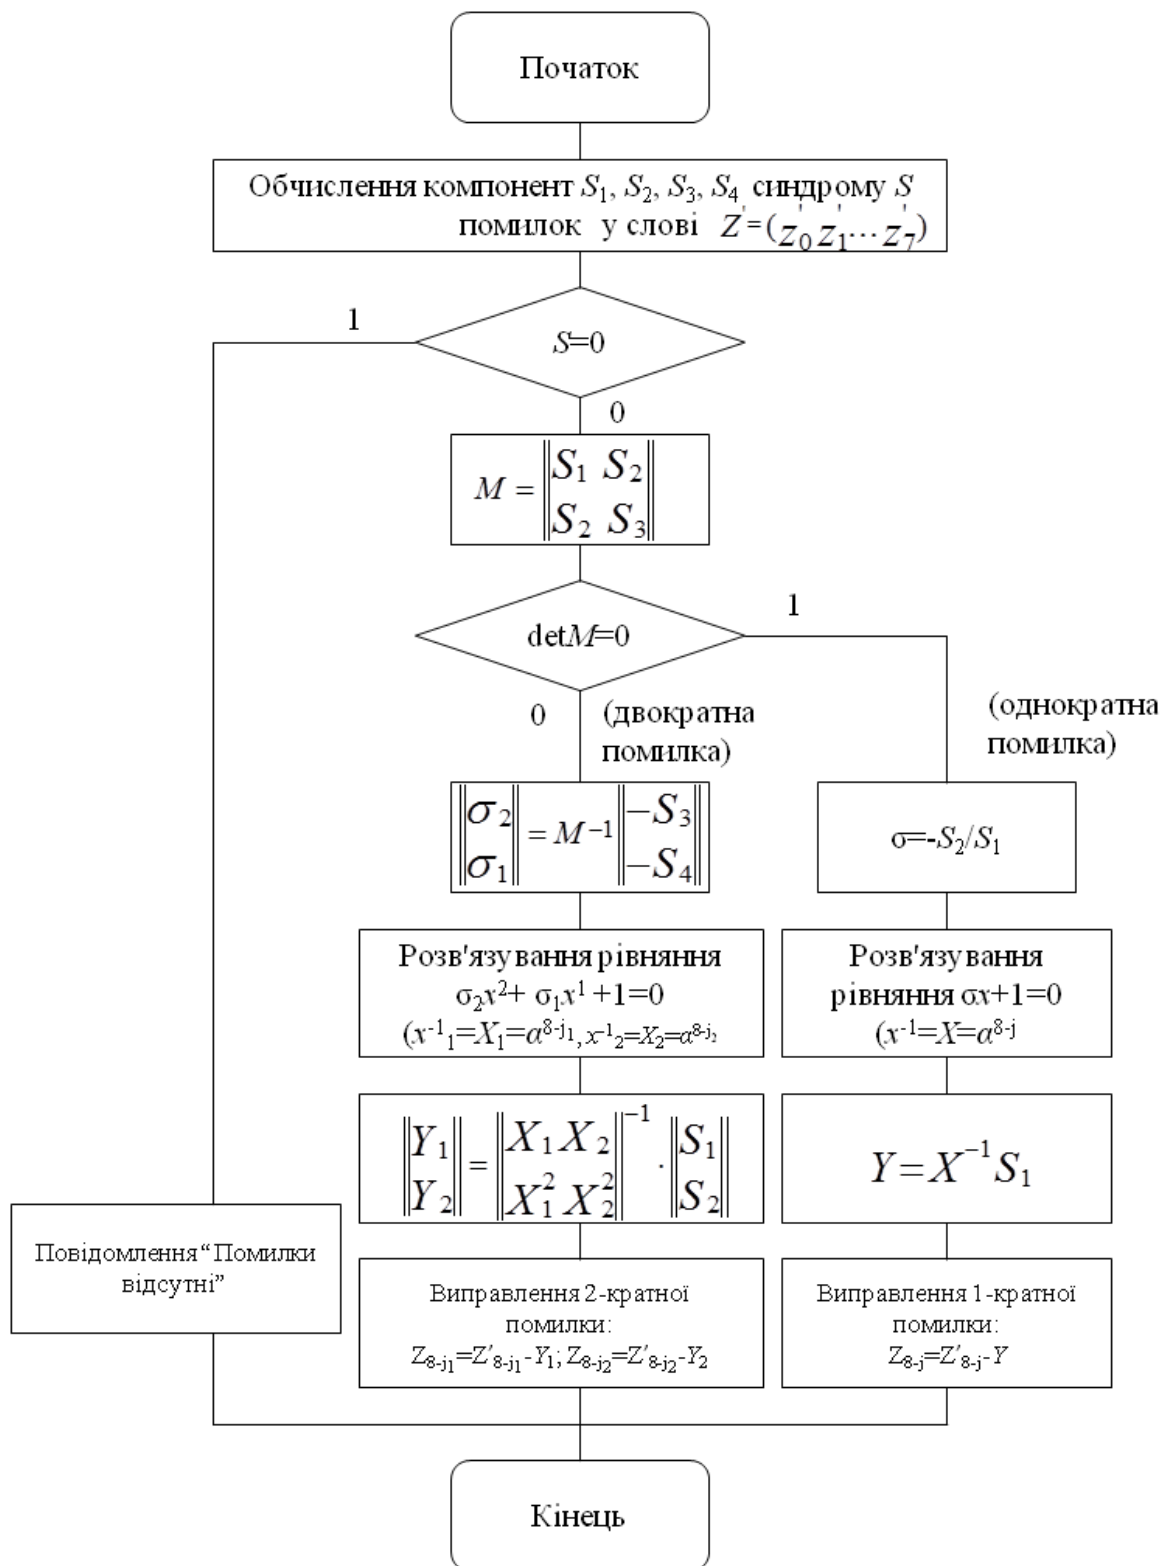 Початок
Обчислення компонент S₁, S₂, S₃, S₄ синдрому S
помилок у слові Z'=(z'₀ z'₁...z'₇)
1
S=0
0
M = ‖S₁ S₂‖
‖S₂ S₃‖
1
detM=0
0
(двократна
помилка)
(однократна
помилка)
‖σ₂‖ = M⁻¹ ‖−S₃‖
‖σ₁‖ ‖−S₄‖
σ=-S₂/S₁
Розв'язування рівняння
σ₂x²+ σ₁x¹ +1=0
(x⁻¹₁=X₁=α^8-j₁, x⁻¹₂=X₂=α^8-j₂
Розв'язування
рівняння σx+1=0
(x⁻¹=X=α^8-j
‖Y₁‖ = ‖X₁ X₂‖⁻¹ · ‖S₁‖
‖Y₂‖ ‖X₁² X₂²‖ ‖S₂‖
Y=X⁻¹S₁
Повідомлення “Помилки
відсутні”
Виправлення 2-кратної
помилки:
Z₈₋ⱼ₁=Z'₈₋ⱼ₁-Y₁; Z₈₋ⱼ₂=Z'₈₋ⱼ₂-Y₂
Виправлення 1-кратної
помилки:
Z₈₋ⱼ=Z'₈₋ⱼ-Y
Кінець